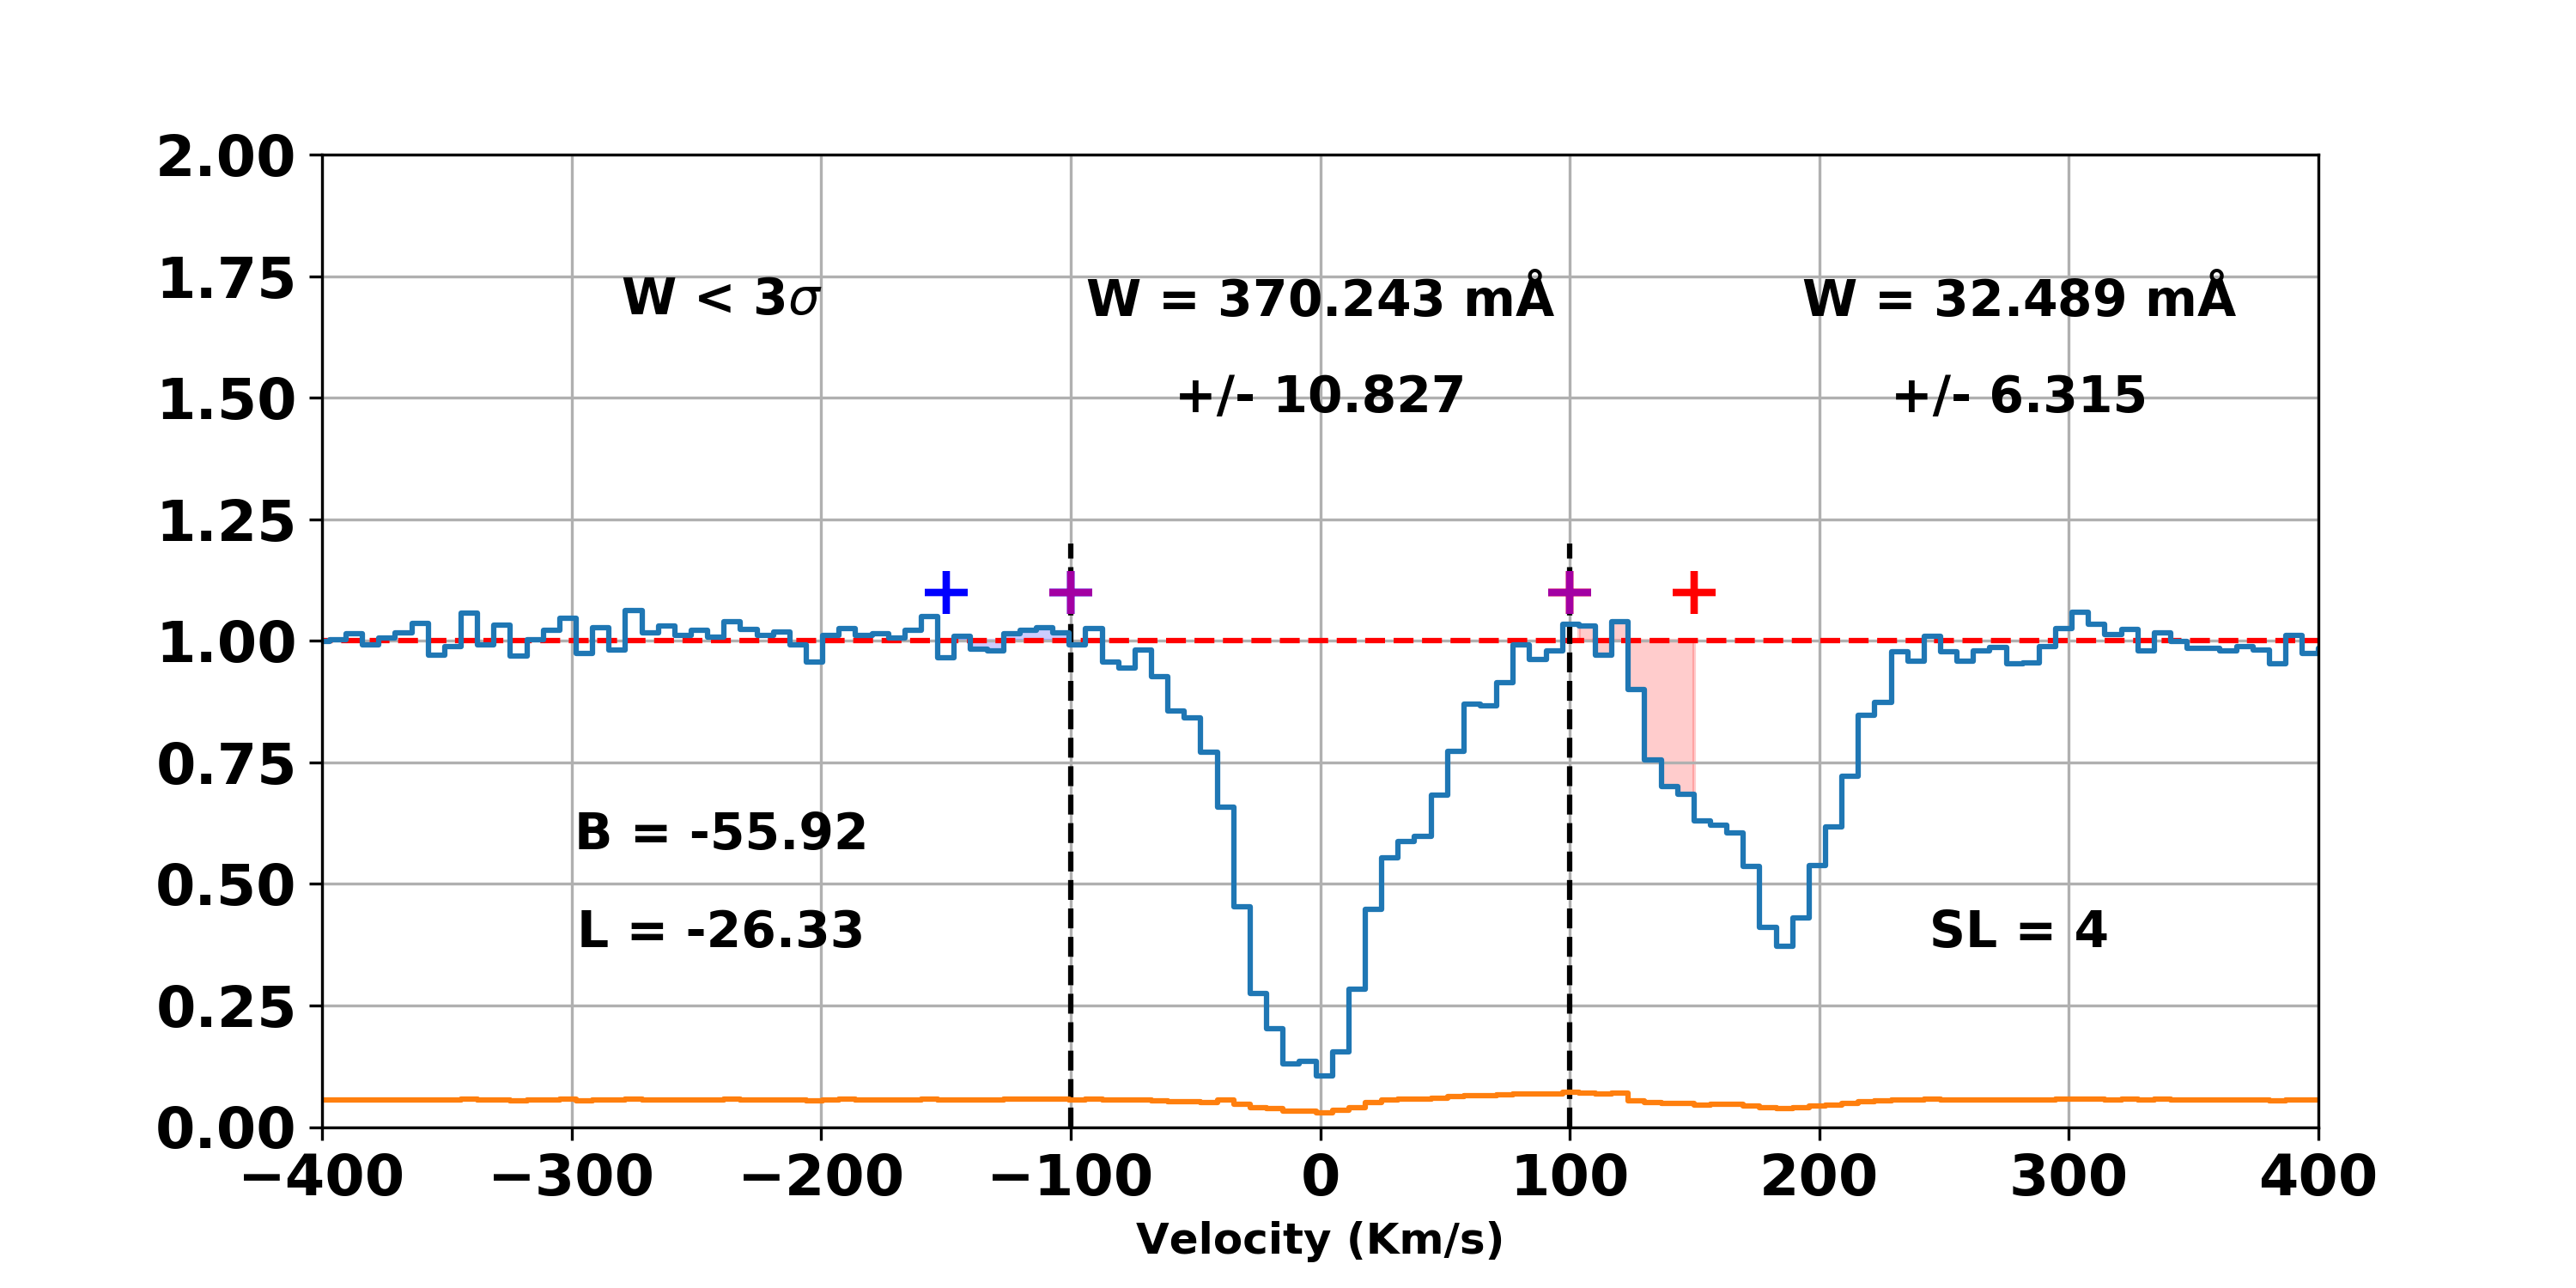 2.00
1.75
1.50
1.25
1.00
0.75
0.50
0.25
0.00
W < 3σ
W = 370.243 mÅ
+/- 10.827
W = 32.489 mÅ
+/- 6.315
B = -55.92
L = -26.33
SL = 4
−400 −300 −200 −100 0 100 200 300 400
Velocity (Km/s)